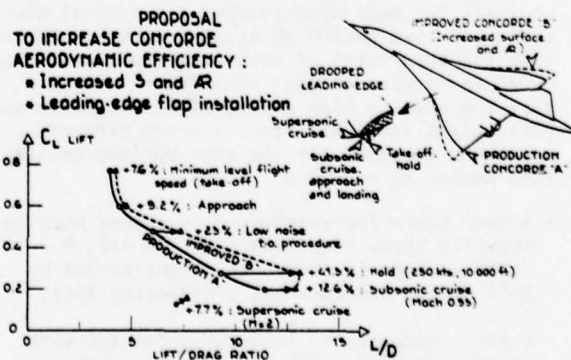 PROPOSAL
TO INCREASE CONCORDE
AERODYNAMIC EFFICIENCY :
• Increased S and AR
• Leading-edge flap installation
IMPROVED CONCORDE "B"
(Increased surface
and AR)
DROOPED
LEADING-EDGE
Supersonic
cruise
Take-off,
hold
Subsonic
cruise,
approach
and landing
PRODUCTION
CONCORDE "A"
CL LIFT
0.8
0.6
0.4
0.2
0
+ 7.6 % : Minimum level flight
speed (take-off)
+ 9.2 % : Approach
+ 25 % : Low noise
t.o. procedure
IMPROVED B
PRODUCTION A
Hold (250 kts, 10 000 ft)
+ 12.6 % : Subsonic
cruise
(Mach 0.95)
+ 7.7 % : Supersonic
cruise
(M=2)
5
10
15
L/D
LIFT/DRAG RATIO